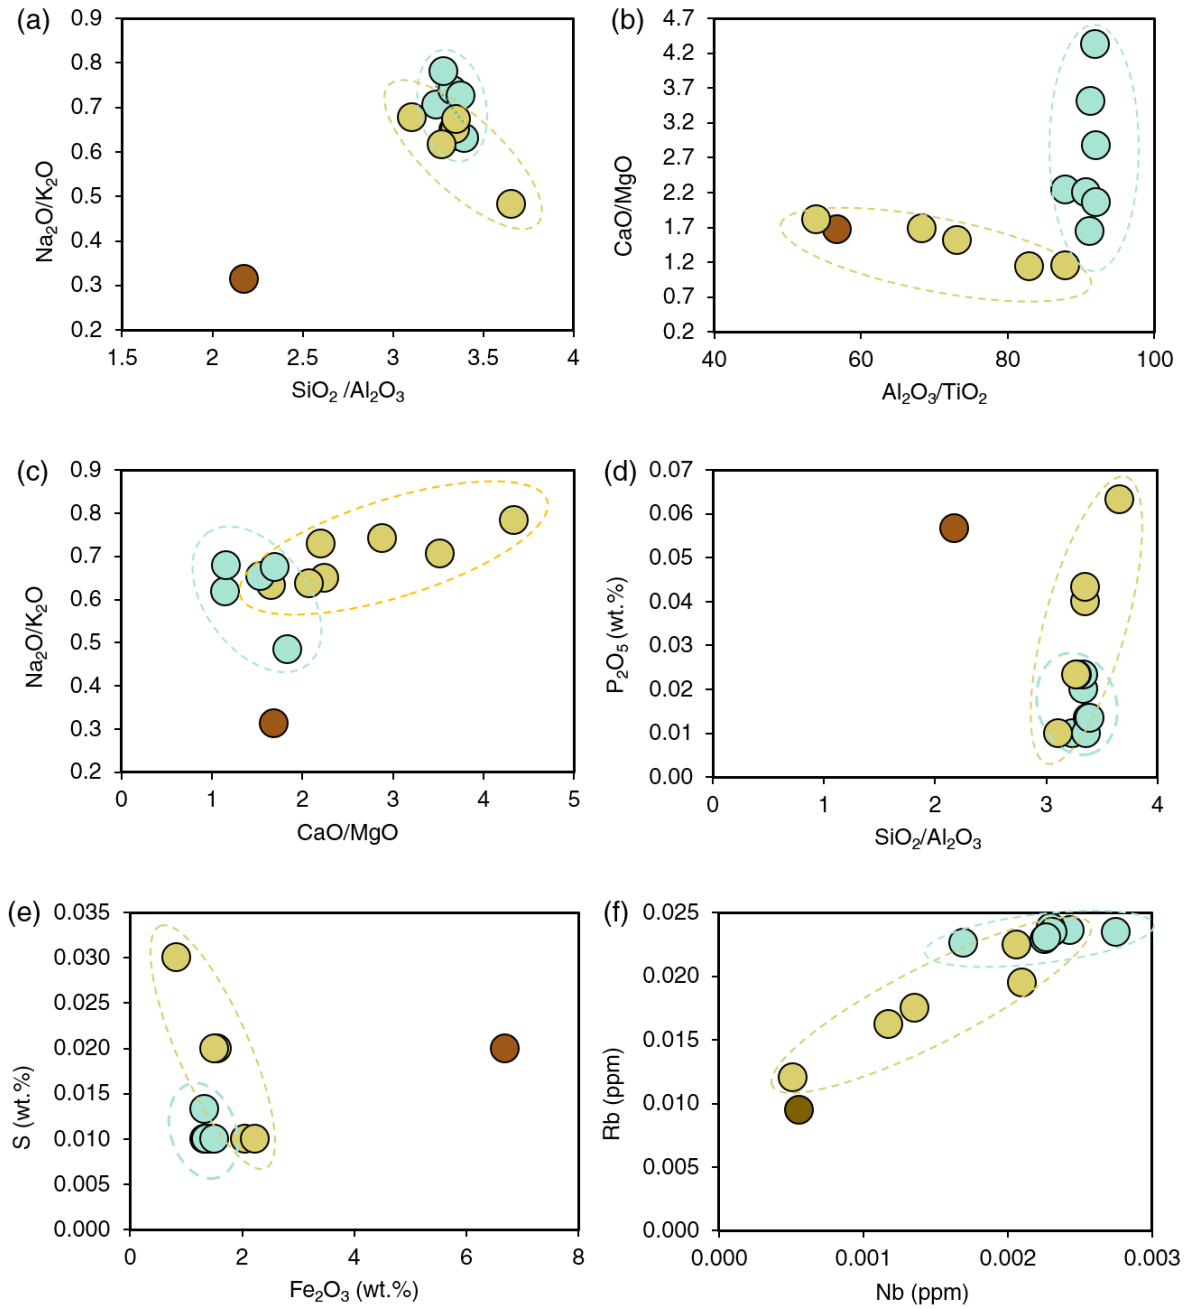 (a)
0.9
0.8
0.7
0.6
0.5
0.4
0.3
0.2
Na₂O/K₂O
1.5 2 2.5 3 3.5 4
SiO₂ /Al₂O₃
(b)
4.7
4.2
3.7
3.2
2.7
2.2
1.7
1.2
0.7
0.2
CaO/MgO
40 60 80 100
Al₂O₃/TiO₂
(c)
0.9
0.8
0.7
0.6
0.5
0.4
0.3
0.2
Na₂O/K₂O
0 1 2 3 4 5
CaO/MgO
(d)
0.07
0.06
0.05
0.04
0.03
0.02
0.01
0.00
P₂O₅ (wt.%)
0 1 2 3 4
SiO₂/Al₂O₃
(e)
0.035
0.030
0.025
0.020
0.015
0.010
0.005
0.000
S (wt.%)
0 2 4 6 8
Fe₂O₃ (wt.%)
(f)
0.025
0.020
0.015
0.010
0.005
0.000
Rb (ppm)
0.000 0.001 0.002 0.003
Nb (ppm)